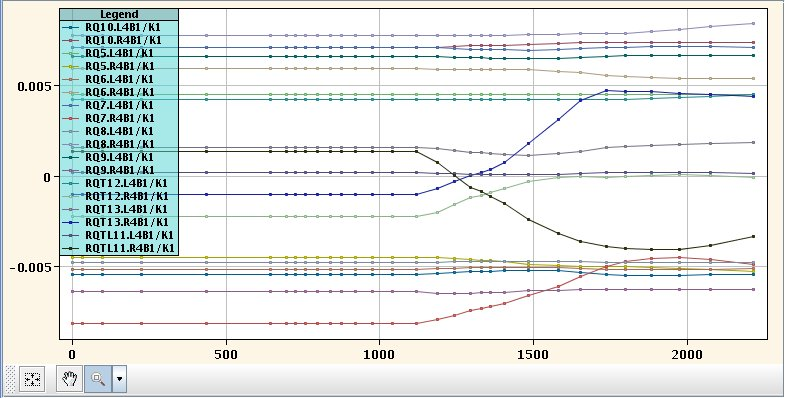 Legend
RQ10.L4B1/K1
RQ10.R4B1/K1
RQ5.L4B1/K1
RQ5.R4B1/K1
RQ6.L4B1/K1
RQ6.R4B1/K1
RQ7.L4B1/K1
RQ7.R4B1/K1
RQ8.L4B1/K1
RQ8.R4B1/K1
RQ9.L4B1/K1
RQ9.R4B1/K1
RQT12.L4B1/K1
RQT12.R4B1/K1
RQT13.L4B1/K1
RQT13.R4B1/K1
RQTL11.L4B1/K1
RQTL11.R4B1/K1
0.005
0
-0.005
0 500 1000 1500 2000